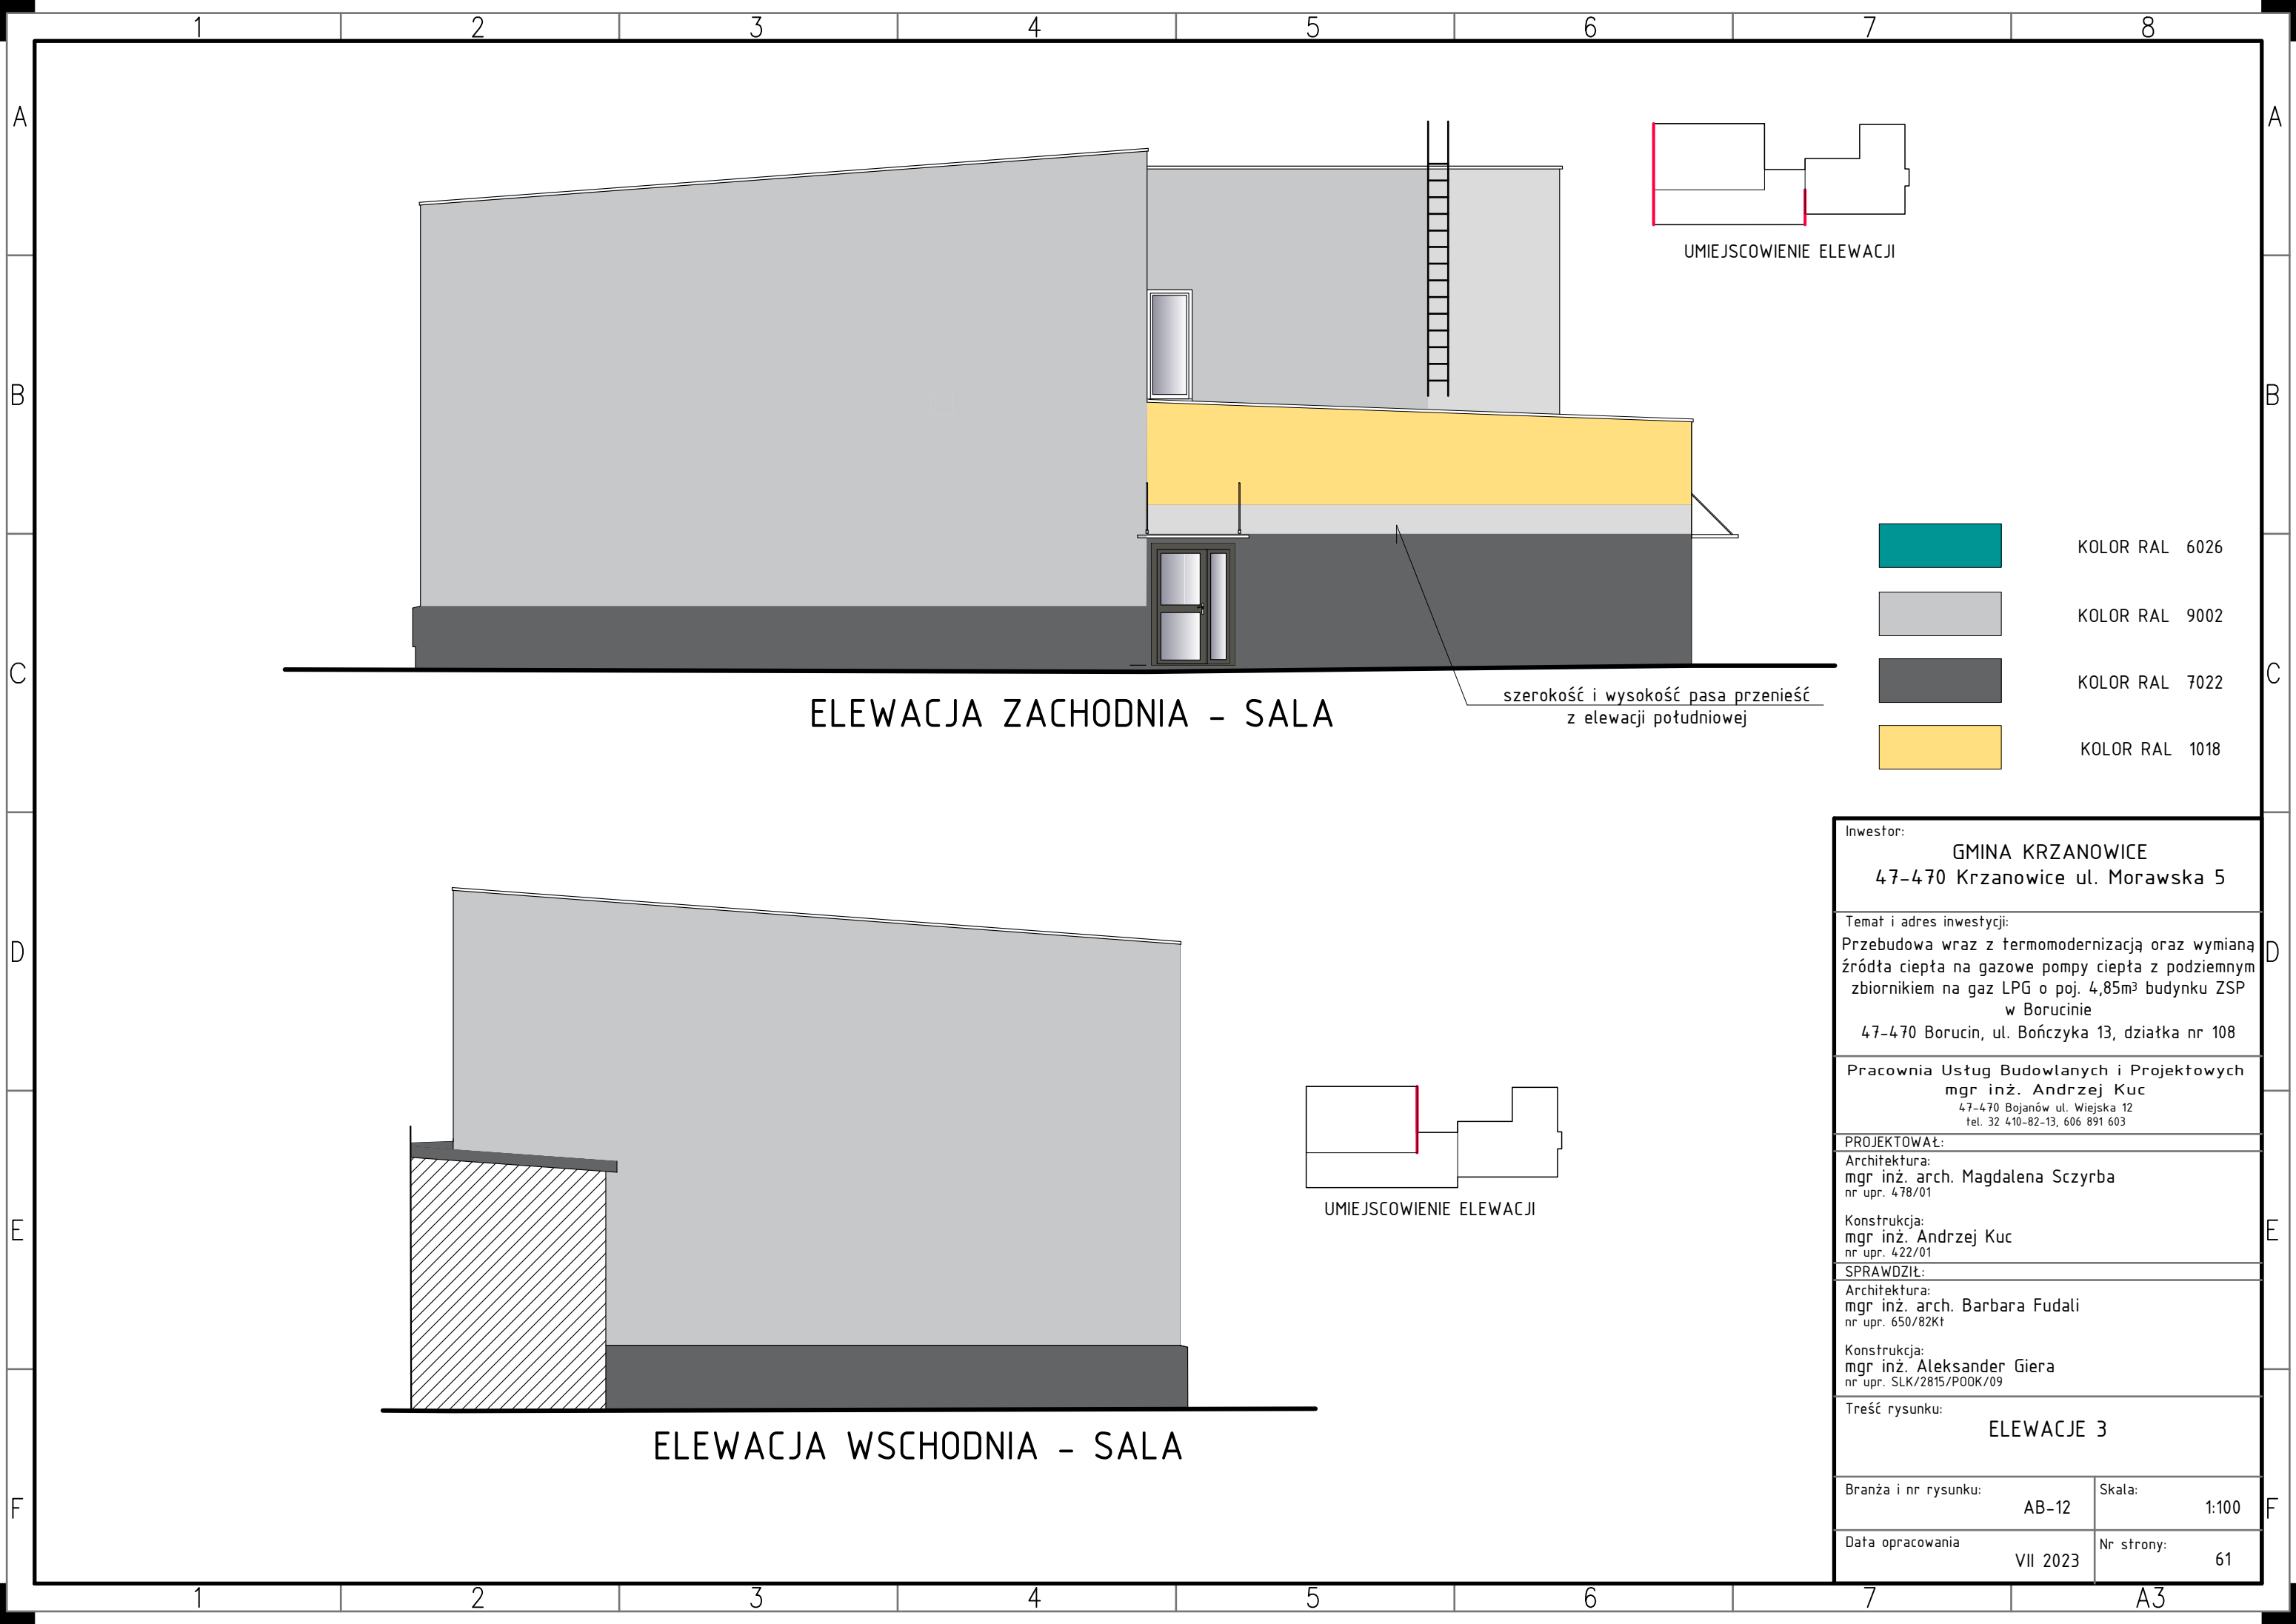 1 2 3 4 5 6 7 8
A A
UMIEJSCOWIENIE ELEWACJI
B B
KOLOR RAL 6026
KOLOR RAL 9002
C C
KOLOR RAL 7022
KOLOR RAL 1018
szerokość i wysokość pasa przenieść
z elewacji południowej
ELEWACJA ZACHODNIA - SALA
Inwestor:
GMINA KRZANOWICE
47-470 Krzanowice ul. Morawska 5
Temat i adres inwestycji:
Przebudowa wraz z termomodernizacją oraz wymianą
źródła ciepła na gazowe pompy ciepła z podziemnym
zbiornikiem na gaz LPG o poj. 4,85m³ budynku ZSP
w Borucinie
47-470 Borucin, ul. Bończyka 13, działka nr 108
D D
Pracownia Usług Budowlanych i Projektowych
mgr inż. Andrzej Kuc
47-470 Bojanów ul. Wiejska 12
tel. 32 410-82-13, 606 891 603
PROJEKTOWAŁ:
Architektura:
mgr inż. arch. Magdalena Sczyrba
nr upr. 478/01
Konstrukcja:
mgr inż. Andrzej Kuc
nr upr. 422/01
UMIEJSCOWIENIE ELEWACJI
E E
SPRAWDZIŁ:
Architektura:
mgr inż. arch. Barbara Fudali
nr upr. 650/82Kt
Konstrukcja:
mgr inż. Aleksander Giera
nr upr. SLK/2815/POOK/09
Treść rysunku:
ELEWACJE 3
ELEWACJA WSCHODNIA - SALA
F F
Branża i nr rysunku:
AB-12
Skala:
1:100
Data opracowania
VII 2023
Nr strony:
61
1 2 3 4 5 6 7 A3